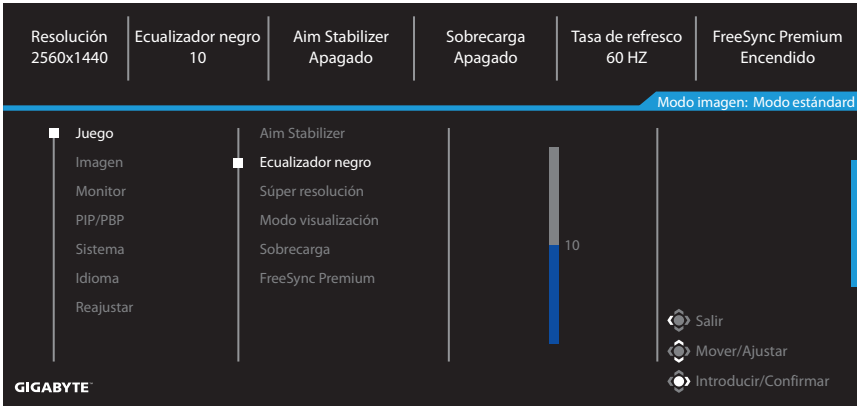 Resolución
2560x1440
Ecualizador negro
10
Aim Stabilizer
Apagado
Sobrecarga
Apagado
Tasa de refresco
60 HZ
FreeSync Premium
Encendido
Modo imagen: Modo estándard
Juego
Imagen
Monitor
PIP/PBP
Sistema
Idioma
Reajustar
Aim Stabilizer
Ecualizador negro
Súper resolución
Modo visualización
Sobrecarga
FreeSync Premium
10
Salir
Mover/Ajustar
Introducir/Confirmar
GIGABYTE™